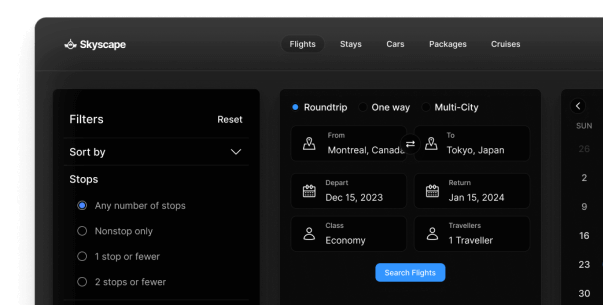 Skyscape
Flights Stays Cars Packages Cruises
Filters Reset
Sort by
Stops
Any number of stops
Nonstop only
1 stop or fewer
2 stops or fewer
Roundtrip One way Multi-City
From
Montreal, Canada
To
Tokyo, Japan
Depart
Dec 15, 2023
Return
Jan 15, 2024
Class
Economy
Travellers
1 Traveller
Search Flights
SUN
26
2
9
16
23
30